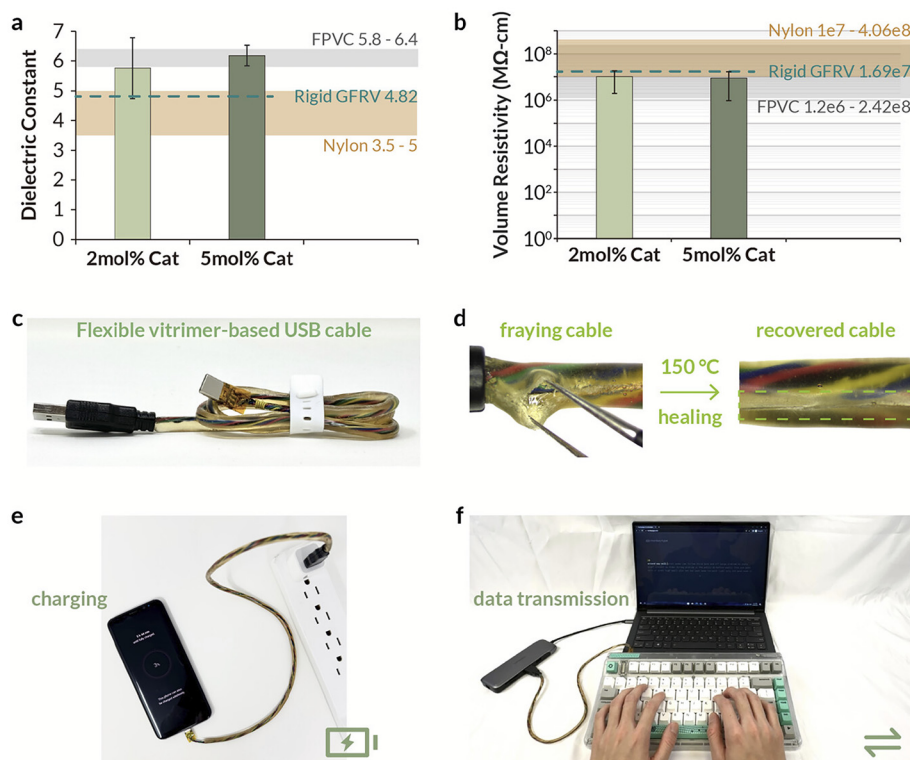 a
Dielectric Constant
7
6
5
4
3
2
1
0
FPVC 5.8 - 6.4
Rigid GFRV 4.82
Nylon 3.5 - 5
2mol% Cat
5mol% Cat
b
Volume Resistivity (MΩ-cm)
10⁸
10⁶
10⁴
10²
10⁰
Nylon 1e7 - 4.06e8
Rigid GFRV 1.69e7
FPVC 1.2e6 - 2.42e8
2mol% Cat
5mol% Cat
c
Flexible vitrimer-based USB cable
d
fraying cable
150 °C
healing
recovered cable
e
charging
f
data transmission